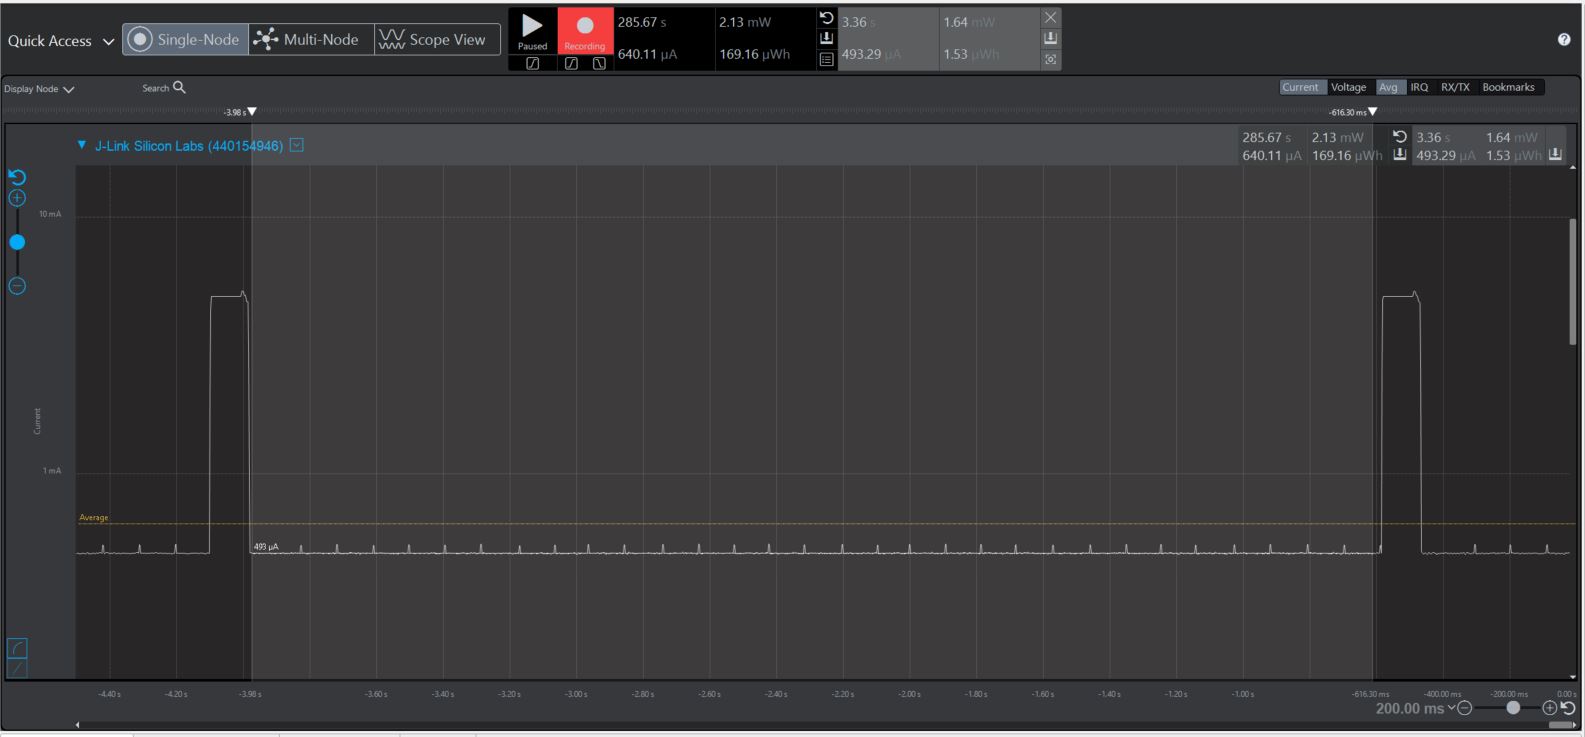 Quick Access
Single-Node
Multi-Node
Scope View
Paused
Recording
285.67 s
2.13 mW
640.11 µA
169.16 µWh
3.36 s
1.64 mW
493.29 µA
1.53 µWh
Display Node
Search
Current
Voltage
Avg
IRQ
RX/TX
Bookmarks
-3.98 s
-616.30 ms
J-Link Silicon Labs (440154946)
285.67 s
2.13 mW
3.36 s
1.64 mW
640.11 µA
169.16 µWh
493.29 µA
1.53 µWh
10 mA
Current
1 mA
Average
493 µA
-4.40 s
-4.20 s
-3.98 s
-3.60 s
-3.40 s
-3.20 s
-3.00 s
-2.80 s
-2.60 s
-2.40 s
-2.20 s
-2.00 s
-1.80 s
-1.60 s
-1.40 s
-1.20 s
-1.00 s
-616.30 ms
-400.00 ms
-200.00 ms
0.00 s
200.00 ms